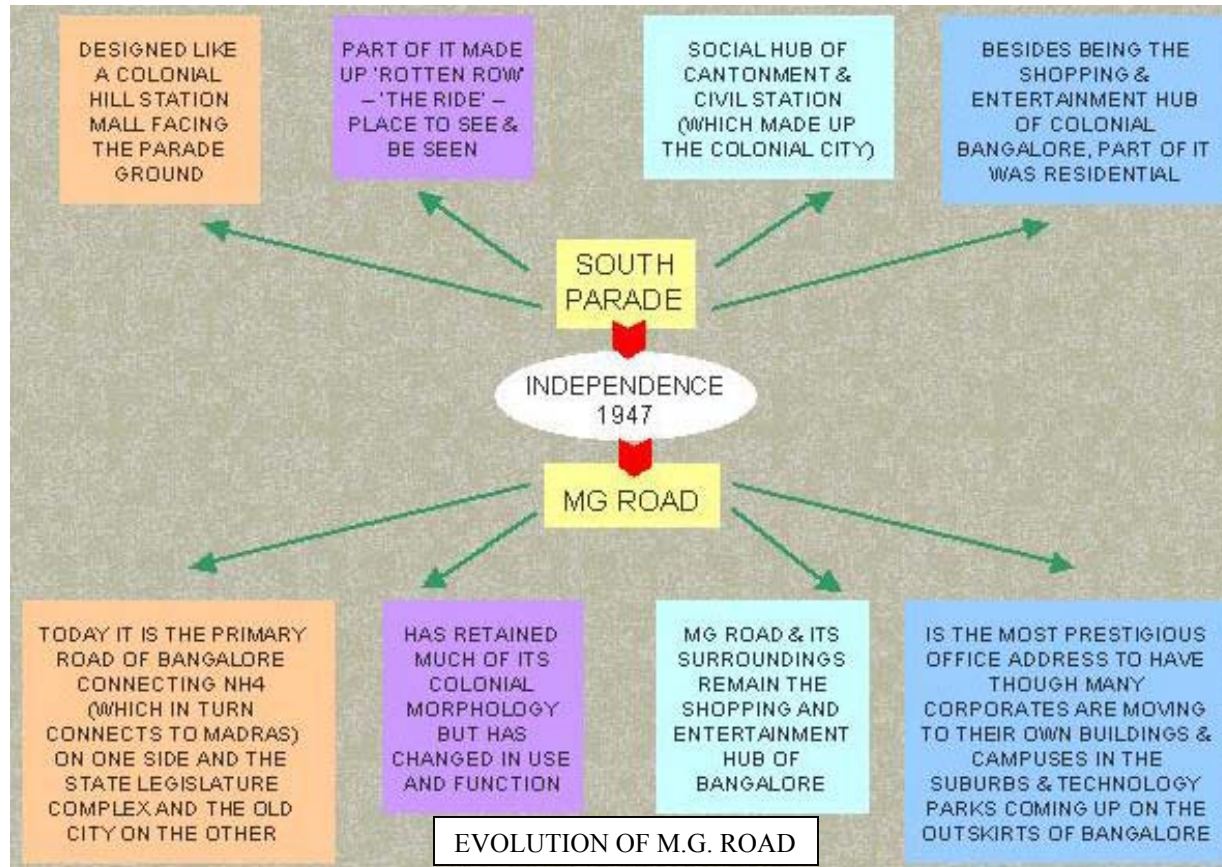 DESIGNED LIKE
A COLONIAL
HILL STATION
MALL FACING
THE PARADE
GROUND
PART OF IT MADE
UP 'ROTTEN ROW'
– 'THE RIDE' –
PLACE TO SEE &
BE SEEN
SOCIAL HUB OF
CANTONMENT &
CIVIL STATION
(WHICH MADE UP
THE COLONIAL CITY)
BESIDES BEING THE
SHOPPING &
ENTERTAINMENT HUB
OF COLONIAL
BANGALORE, PART OF IT
WAS RESIDENTIAL
SOUTH
PARADE
INDEPENDENCE
1947
MG ROAD
TODAY IT IS THE PRIMARY
ROAD OF BANGALORE
CONNECTING NH4
(WHICH IN TURN
CONNECTS TO MADRAS)
ON ONE SIDE AND THE
STATE LEGISLATURE
COMPLEX AND THE OLD
CITY ON THE OTHER
HAS RETAINED
MUCH OF ITS
COLONIAL
MORPHOLOGY
BUT HAS
CHANGED IN USE
AND FUNCTION
MG ROAD & ITS
SURROUNDINGS
REMAIN THE
SHOPPING AND
ENTERTAINMENT
HUB OF
BANGALORE
IS THE MOST PRESTIGIOUS
OFFICE ADDRESS TO HAVE
THOUGH MANY
CORPORATES ARE MOVING
TO THEIR OWN BUILDINGS &
CAMPUSES IN THE
SUBURBS & TECHNOLOGY
PARKS COMING UP ON THE
OUTSKIRTS OF BANGALORE
EVOLUTION OF M.G. ROAD